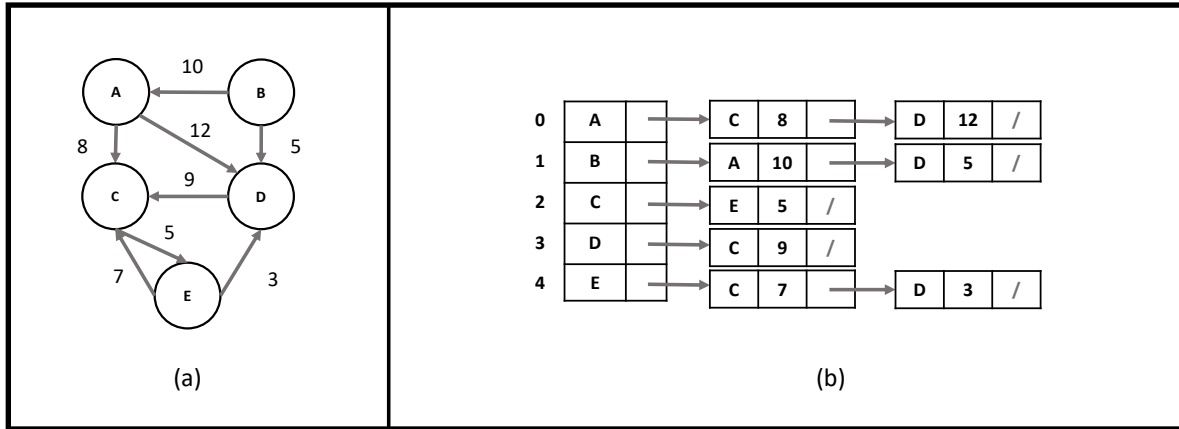 10
A B
12
8 5
9
C D
5
7 3
E
(a)
0 A C 8 D 12 /
1 B A 10 D 5 /
2 C E 5 /
3 D C 9 /
4 E C 7 D 3 /
(b)